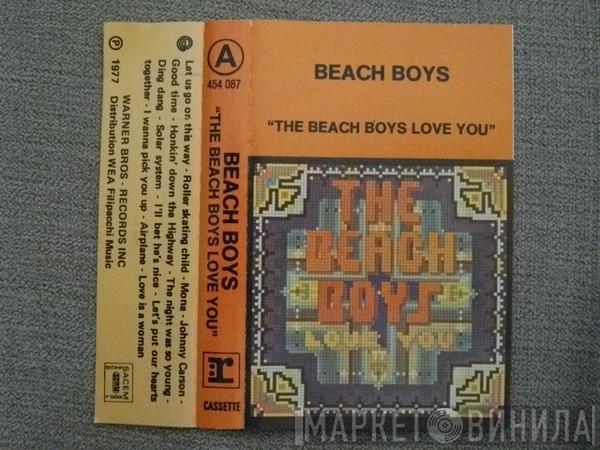 BEACH BOYS
"THE BEACH BOYS LOVE YOU"
THE
BEACH
BOYS
LOVE YOU
A
454 087
BEACH BOYS
"THE BEACH BOYS LOVE YOU"
CASSETTE
Let us go on this way - Roller skating child - Mona - Johnny Carson -
Good time - Honkin' down the Highway - The night was so young -
Ding dang - Solar system - I'll bet he's nice - Let's put our hearts
together - I wanna pick you up - Airplane - Love is a woman
SACEM
℗ 1977
WARNER BROS - RECORDS INC
Distribution WEA Filipacchi Music
МАРКЕТ ВИНИЛА